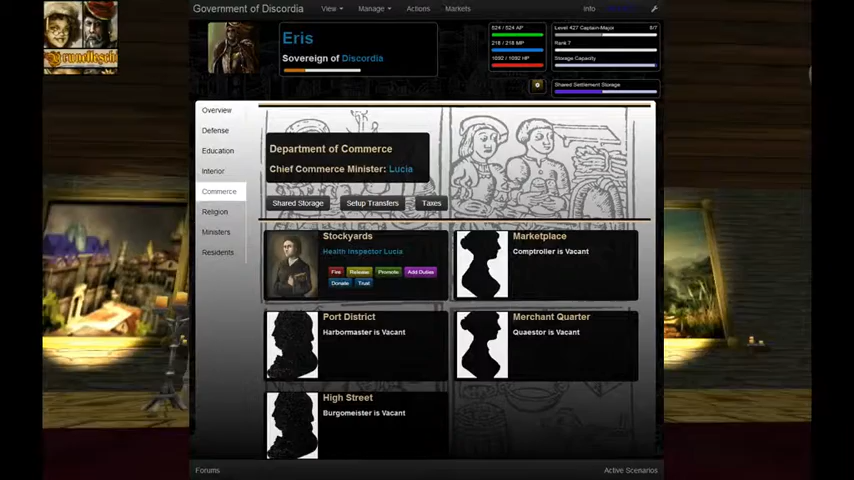 Government of Discordia
View
Manage
Actions
Markets
Info
Eris
Sovereign of Discordia
524 / 524 AP
218 / 218 MP
1092 / 1092 HP
Level 427 Captain-Major
Rank 7
Storage Capacity
Shared Settlement Storage
Overview
Defense
Education
Interior
Commerce
Religion
Ministers
Residents
Department of Commerce
Chief Commerce Minister: Lucia
Shared Storage
Setup Transfers
Taxes
Stockyards
Health Inspector Lucia
Fire
Release
Promote
Add Duties
Donate
Trust
Marketplace
Comptroller is Vacant
Port District
Harbormaster is Vacant
Merchant Quarter
Quaestor is Vacant
High Street
Burgomeister is Vacant
Forums
Active Scenarios